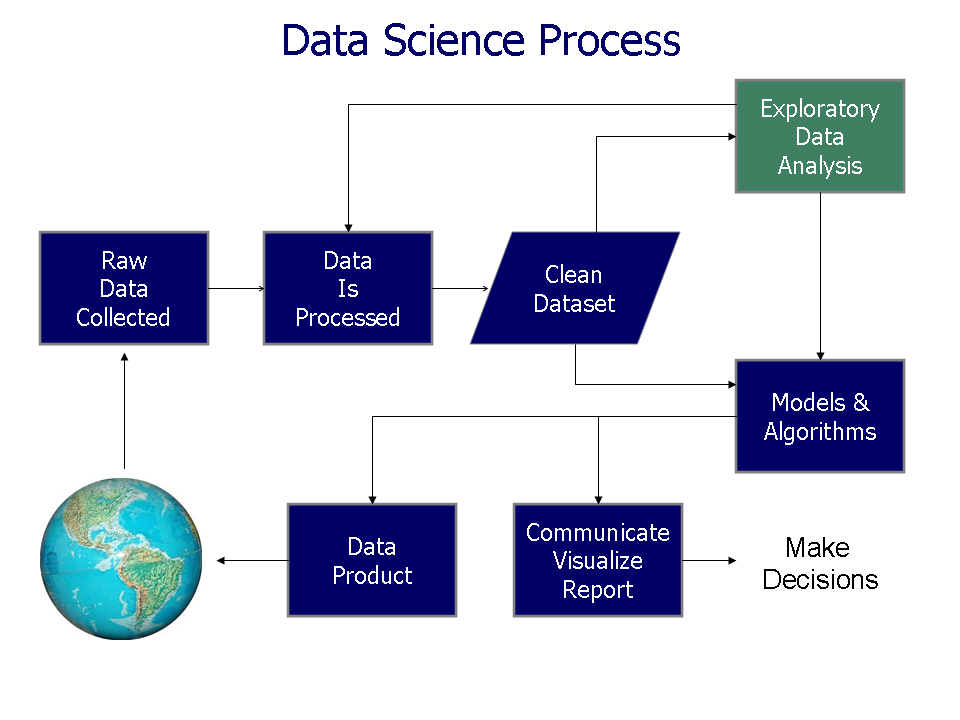 Data Science Process
Exploratory
Data
Analysis
Raw
Data
Collected
Data
Is
Processed
Clean
Dataset
Models &
Algorithms
Data
Product
Communicate
Visualize
Report
Make
Decisions